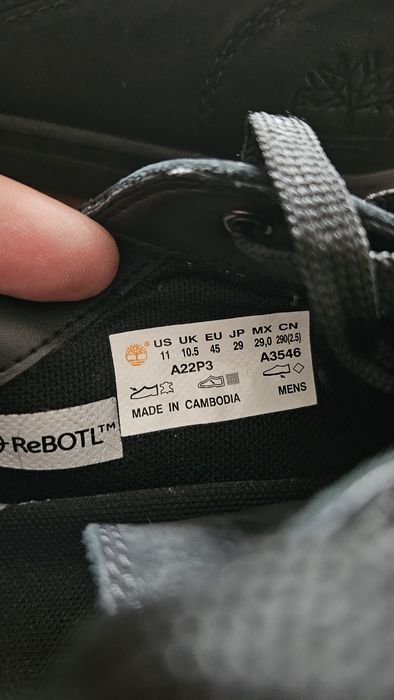 US UK EU JP MX CN
11 10.5 45 29 29,0 290(2.5)
A22P3 A3546
MENS
MADE IN CAMBODIA
ReBOTL™